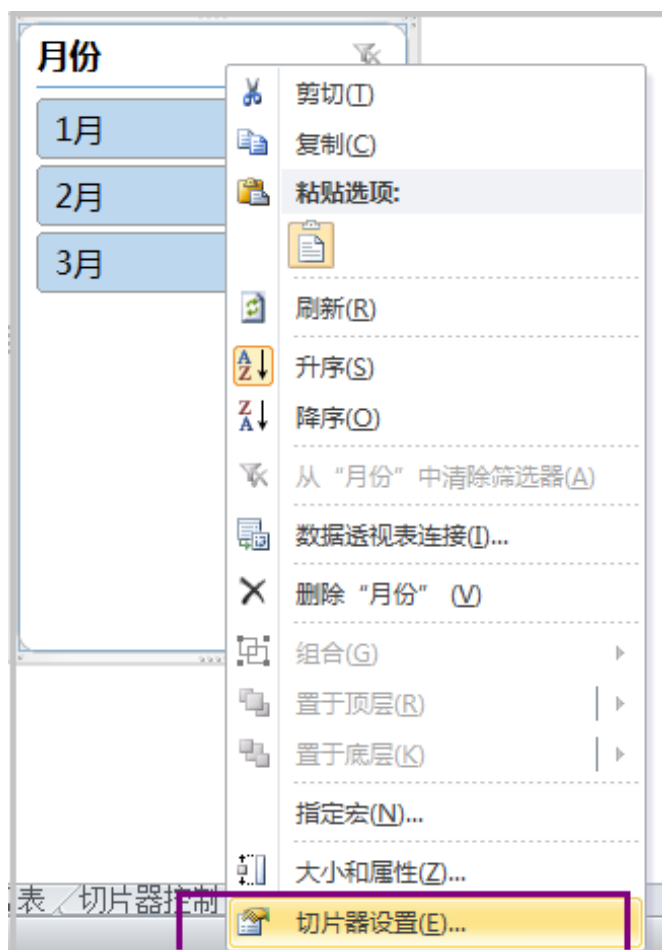 月份
1月
2月
3月
剪切(T)
复制(C)
粘贴选项:
刷新(R)
升序(S)
降序(O)
从“月份”中清除筛选器(A)
数据透视表连接(I)...
删除“月份” (V)
组合(G)
置于顶层(R)
置于底层(K)
指定宏(N)...
大小和属性(Z)...
表 切片器控制
切片器设置(E)...